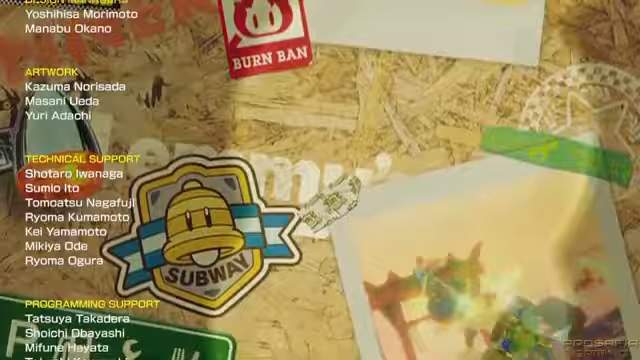 DESIGN MANAGERS
Yoshihisa Morimoto
Manabu Okano
BURN BAN
ARTWORK
Kazuma Norisada
Masani Ueda
Yuri Adachi
TECHNICAL SUPPORT
Shotaro Iwanaga
Sumio Ito
Tomoatsu Nagafuji
Ryoma Kumamoto
Kei Yamamoto
Mikiya Ode
Ryoma Ogura
SUBWAY
PROGRAMMING SUPPORT
Tatsuya Takadera
Shoichi Obayashi
Mifune Hayata